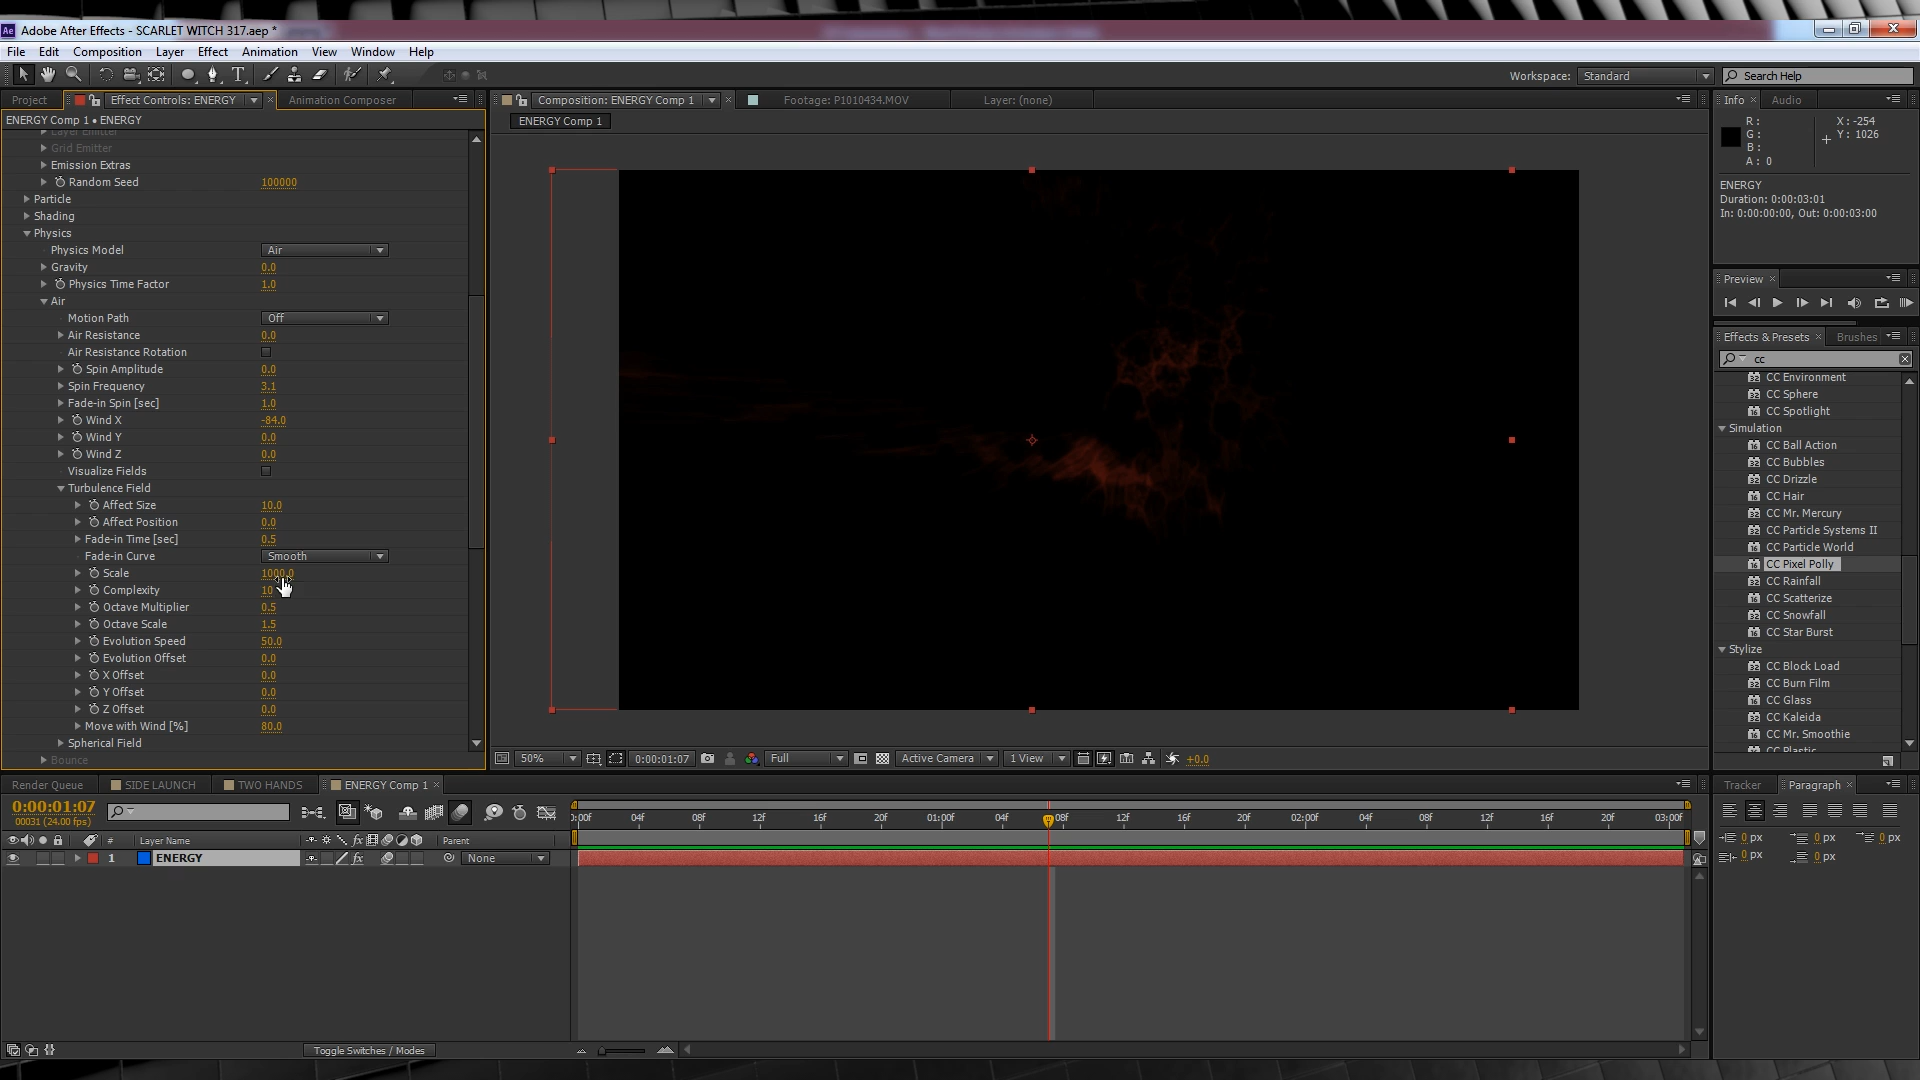 Adobe After Effects - SCARLET WITCH 317.aep *
File Edit Composition Layer Effect Animation View Window Help
Workspace: Standard Search Help
Project Effect Controls: ENERGY Animation Composer
ENERGY Comp 1 • ENERGY
Layer Emitter
Grid Emitter
Emission Extras
Random Seed 100000
Particle
Shading
Physics
Physics Model Air
Gravity 0.0
Physics Time Factor 1.0
Air
Motion Path Off
Air Resistance 0.0
Air Resistance Rotation
Spin Amplitude 0.0
Spin Frequency 3.1
Fade-in Spin [sec] 1.0
Wind X -84.0
Wind Y 0.0
Wind Z 0.0
Visualize Fields
Turbulence Field
Affect Size 10.0
Affect Position 0.0
Fade-in Time [sec] 0.5
Fade-in Curve Smooth
Scale 1000.0
Complexity 10
Octave Multiplier 0.5
Octave Scale 1.5
Evolution Speed 50.0
Evolution Offset 0.0
X Offset 0.0
Y Offset 0.0
Z Offset 0.0
Move with Wind [%] 80.0
Spherical Field
Bounce
Composition: ENERGY Comp 1 Footage: P1010434.MOV Layer: (none)
ENERGY Comp 1
50% 0:00:01:07 Full Active Camera 1 View +0.0
Info Audio
R: X: -254
G: Y: 1026
B:
A: 0
ENERGY
Duration: 0:00:03:01
In: 0:00:00:00, Out: 0:00:03:00
Preview
Effects & Presets Brushes
cc
CC Environment
CC Sphere
CC Spotlight
Simulation
CC Ball Action
CC Bubbles
CC Drizzle
CC Hair
CC Mr. Mercury
CC Particle Systems II
CC Particle World
CC Pixel Polly
CC Rainfall
CC Scatterize
CC Snowfall
CC Star Burst
Stylize
CC Block Load
CC Burn Film
CC Glass
CC Kaleida
CC Mr. Smoothie
CC Plastic
Render Queue SIDE LAUNCH TWO HANDS ENERGY Comp 1
0:00:01:07
00031 (24.00 fps)
:00f 04f 08f 12f 16f 20f 01:00f 04f 08f 12f 16f 20f 02:00f 04f 08f 12f 16f 20f 03:00f
# Layer Name Parent
1 ENERGY None
Toggle Switches / Modes
Tracker Paragraph
0 px 0 px 0 px
0 px 0 px